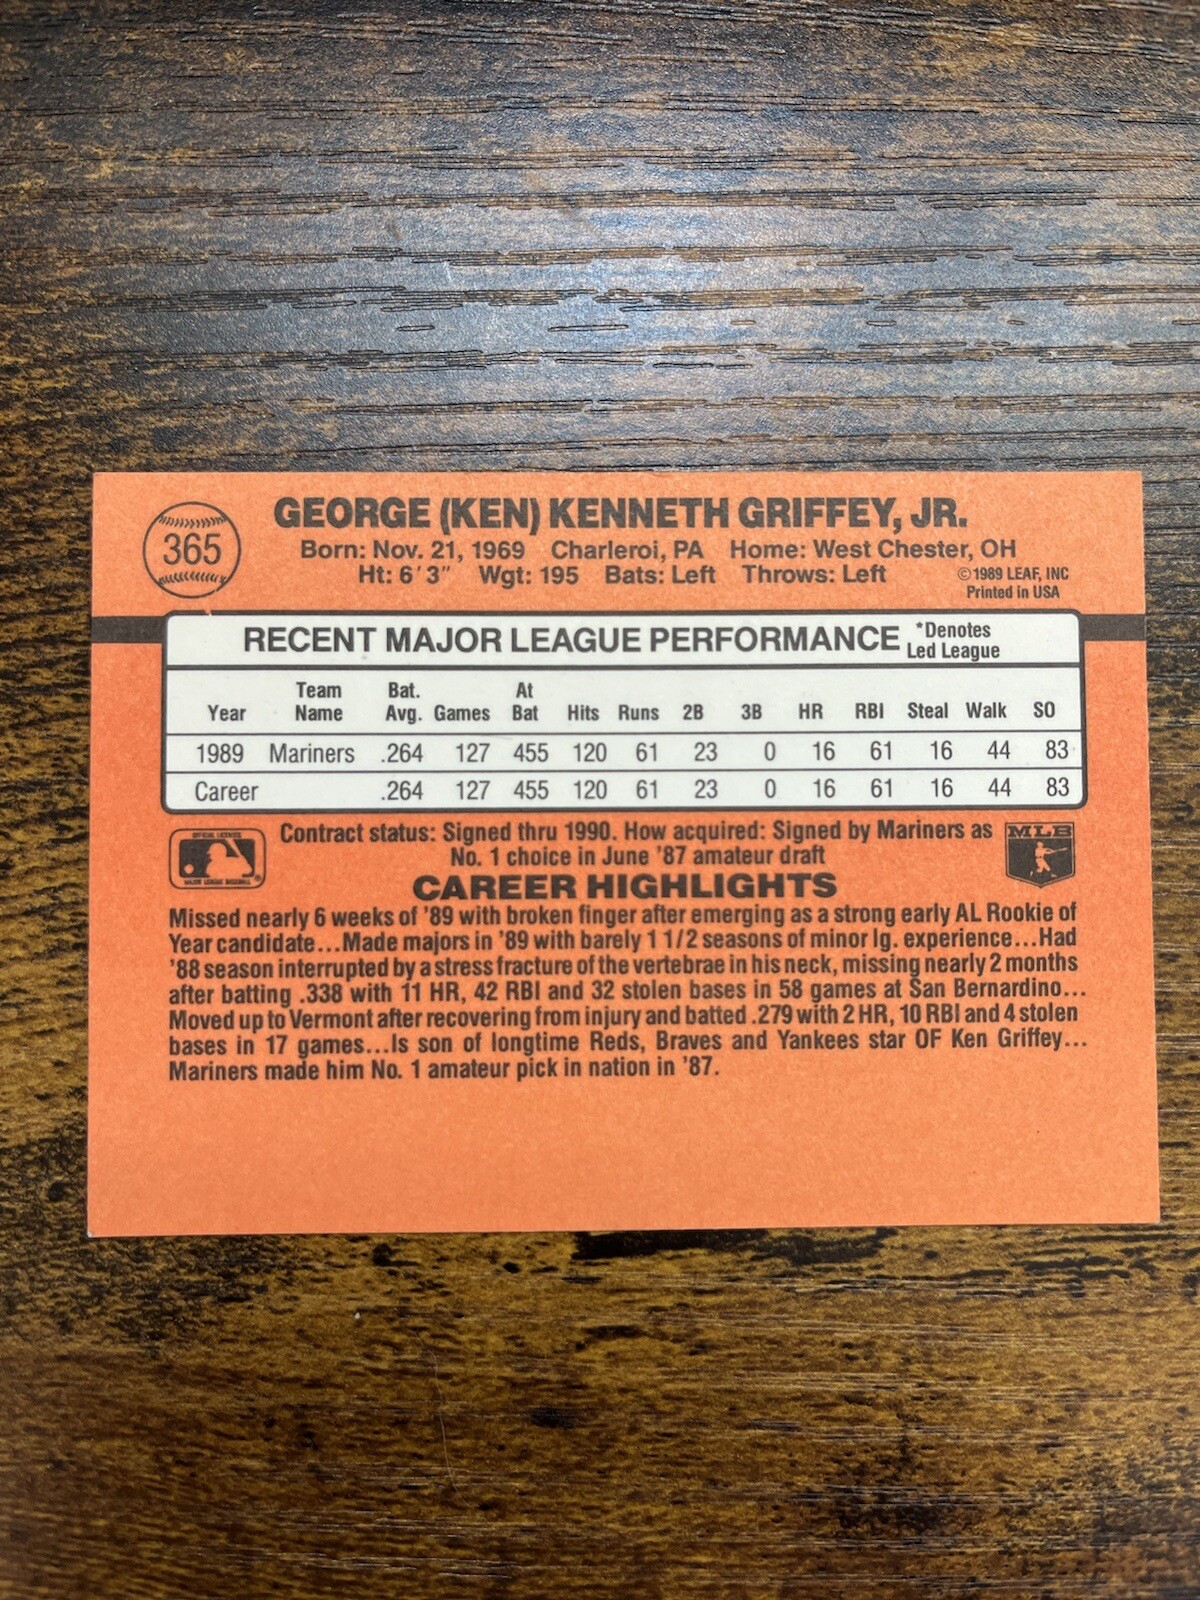 365
GEORGE (KEN) KENNETH GRIFFEY, JR.
Born: Nov. 21, 1969 Charleroi, PA Home: West Chester, OH
Ht: 6'3" Wgt: 195 Bats: Left Throws: Left
©1989 LEAF, INC
Printed in USA
RECENT MAJOR LEAGUE PERFORMANCE *Denotes
Led League
Year Team Name Bat. Avg. Games At Bat Hits Runs 2B 3B HR RBI Steal Walk SO
1989 Mariners .264 127 455 120 61 23 0 16 61 16 44 83
Career .264 127 455 120 61 23 0 16 61 16 44 83
OFFICIAL LICENSEE
MAJOR LEAGUE BASEBALL
Contract status: Signed thru 1990. How acquired: Signed by Mariners as
No. 1 choice in June '87 amateur draft
MLB
CAREER HIGHLIGHTS
Missed nearly 6 weeks of '89 with broken finger after emerging as a strong early AL Rookie of
Year candidate...Made majors in '89 with barely 1 1/2 seasons of minor lg. experience...Had
'88 season interrupted by a stress fracture of the vertebrae in his neck, missing nearly 2 months
after batting .338 with 11 HR, 42 RBI and 32 stolen bases in 58 games at San Bernardino...
Moved up to Vermont after recovering from injury and batted .279 with 2 HR, 10 RBI and 4 stolen
bases in 17 games...Is son of longtime Reds, Braves and Yankees star OF Ken Griffey...
Mariners made him No. 1 amateur pick in nation in '87.